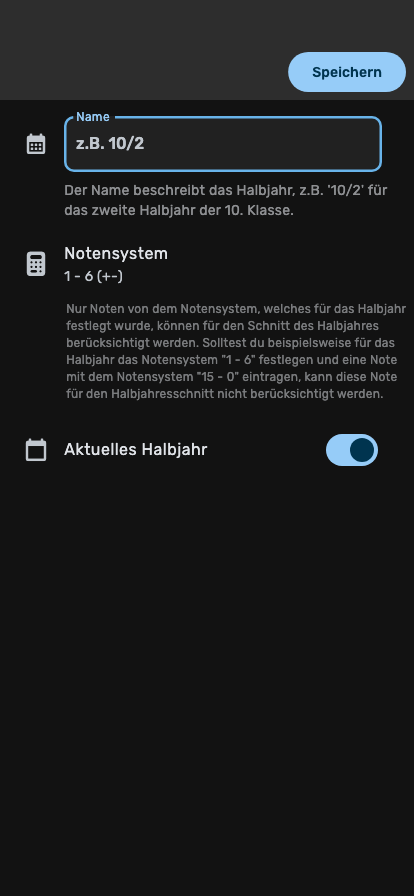 Speichern
Name
z.B. 10/2
Der Name beschreibt das Halbjahr, z.B. '10/2' für
das zweite Halbjahr der 10. Klasse.
Notensystem
1 - 6 (+-)
Nur Noten von dem Notensystem, welches für das Halbjahr
festlegt wurde, können für den Schnitt des Halbjahres
berücksichtigt werden. Solltest du beispielsweise für das
Halbjahr das Notensystem "1 - 6" festlegen und eine Note
mit dem Notensystem "15 - 0" eintragen, kann diese Note
für den Halbjahresschnitt nicht berücksichtigt werden.
Aktuelles Halbjahr